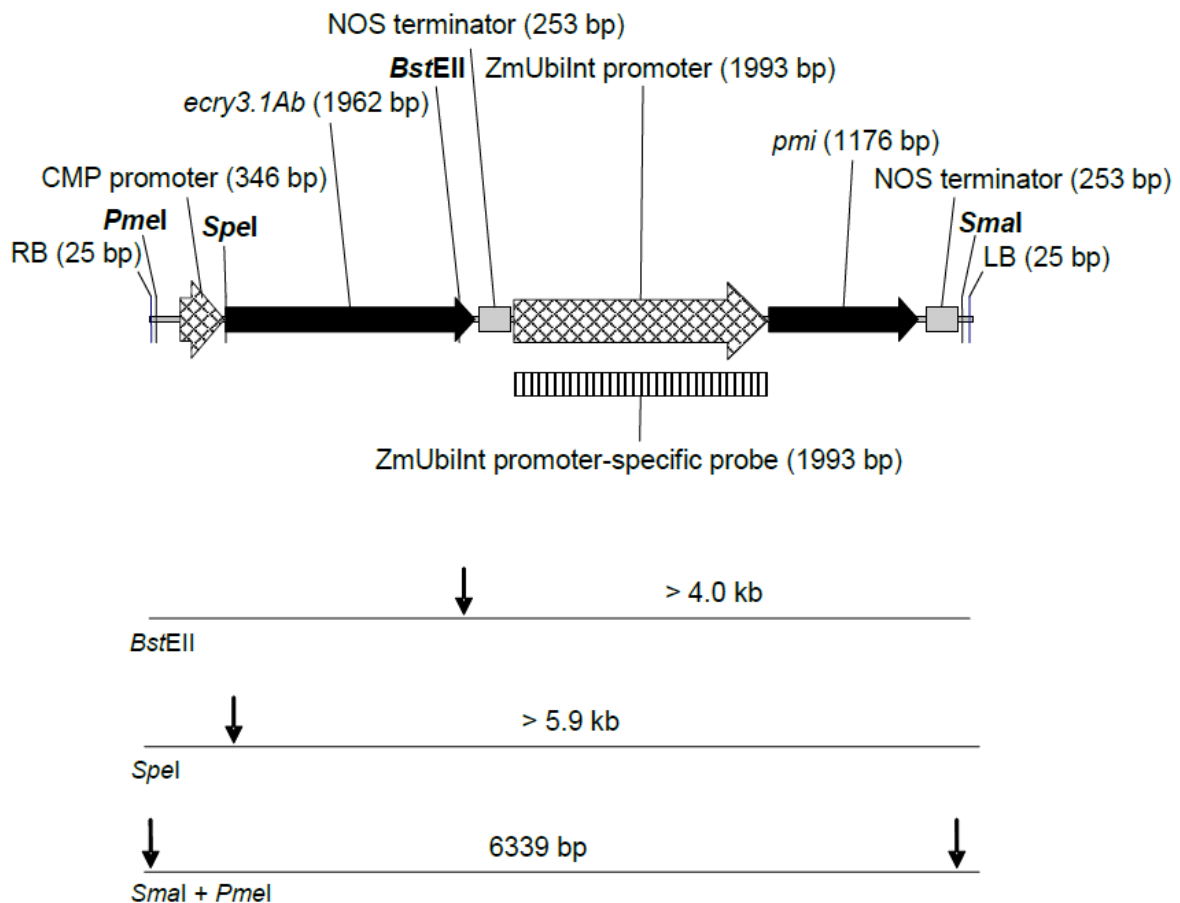 NOS terminator (253 bp)
BstEII ZmUbiInt promoter (1993 bp)
ecry3.1Ab (1962 bp)
pmi (1176 bp)
CMP promoter (346 bp)
NOS terminator (253 bp)
PmeI
SpeI
SmaI
RB (25 bp)
LB (25 bp)
ZmUbiInt promoter-specific probe (1993 bp)
> 4.0 kb
BstEII
> 5.9 kb
SpeI
6339 bp
SmaI + PmeI